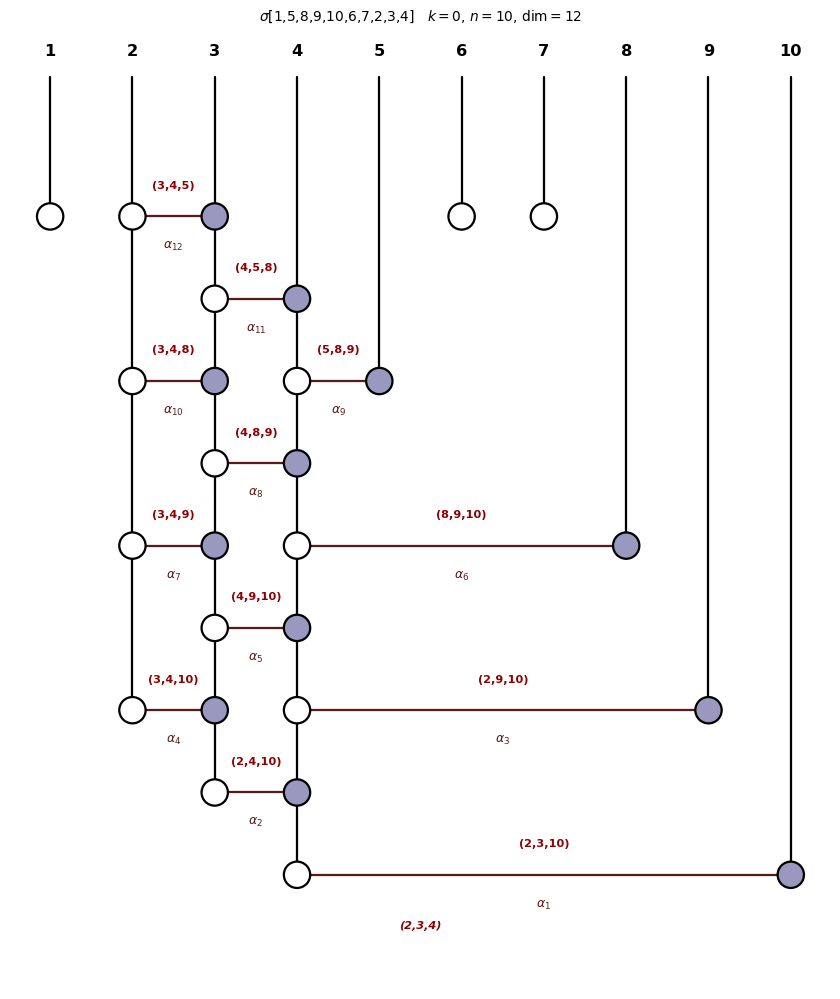 σ[1,5,8,9,10,6,7,2,3,4]   k=0, n=10, dim=12
1 2 3 4 5 6 7 8 9 10
(3,4,5)
α₁₂
(4,5,8)
α₁₁
(3,4,8) (5,8,9)
α₁₀ α₉
(4,8,9)
α₈
(3,4,9) (8,9,10)
α₇ α₆
(4,9,10)
α₅
(3,4,10) (2,9,10)
α₄ α₃
(2,4,10)
α₂
(2,3,10)
α₁
(2,3,4)